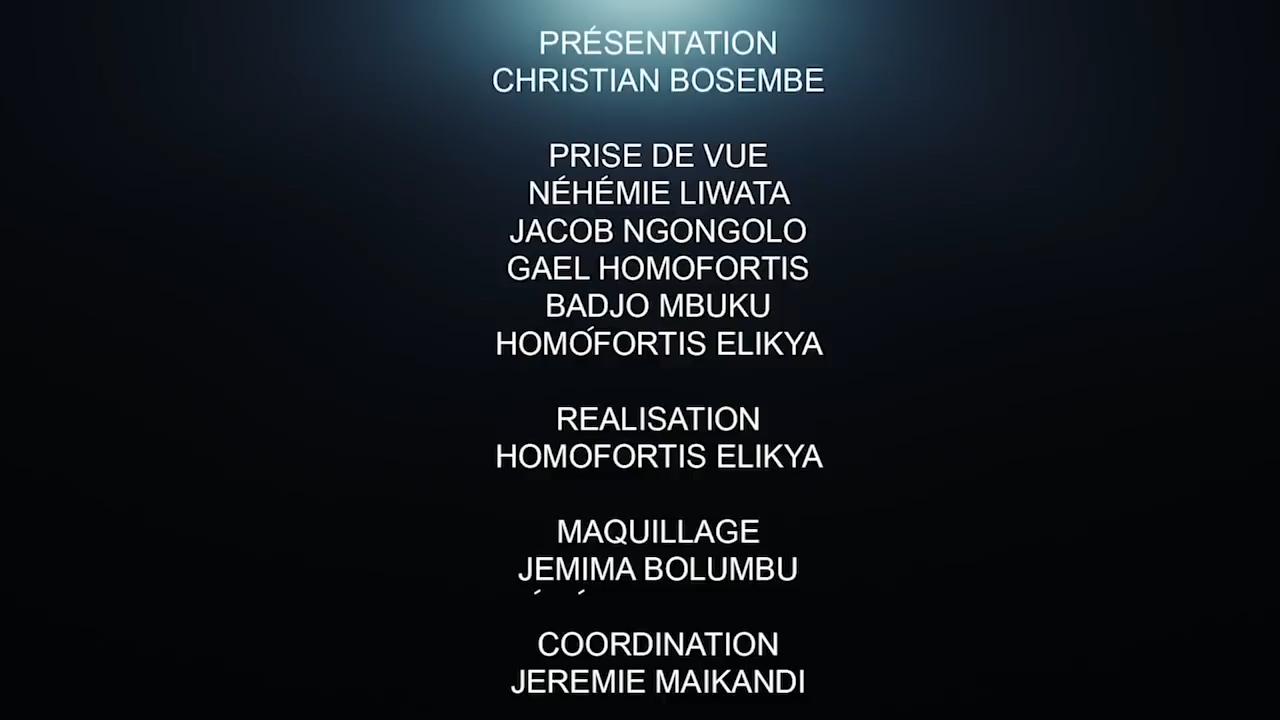 PRÉSENTATION
CHRISTIAN BOSEMBE
PRISE DE VUE
NÉHÉMIE LIWATA
JACOB NGONGOLO
GAEL HOMOFORTIS
BADJO MBUKU
HOMOFORTIS ELIKYA
REALISATION
HOMOFORTIS ELIKYA
MAQUILLAGE
JEMIMA BOLUMBU
COORDINATION
JEREMIE MAIKANDI